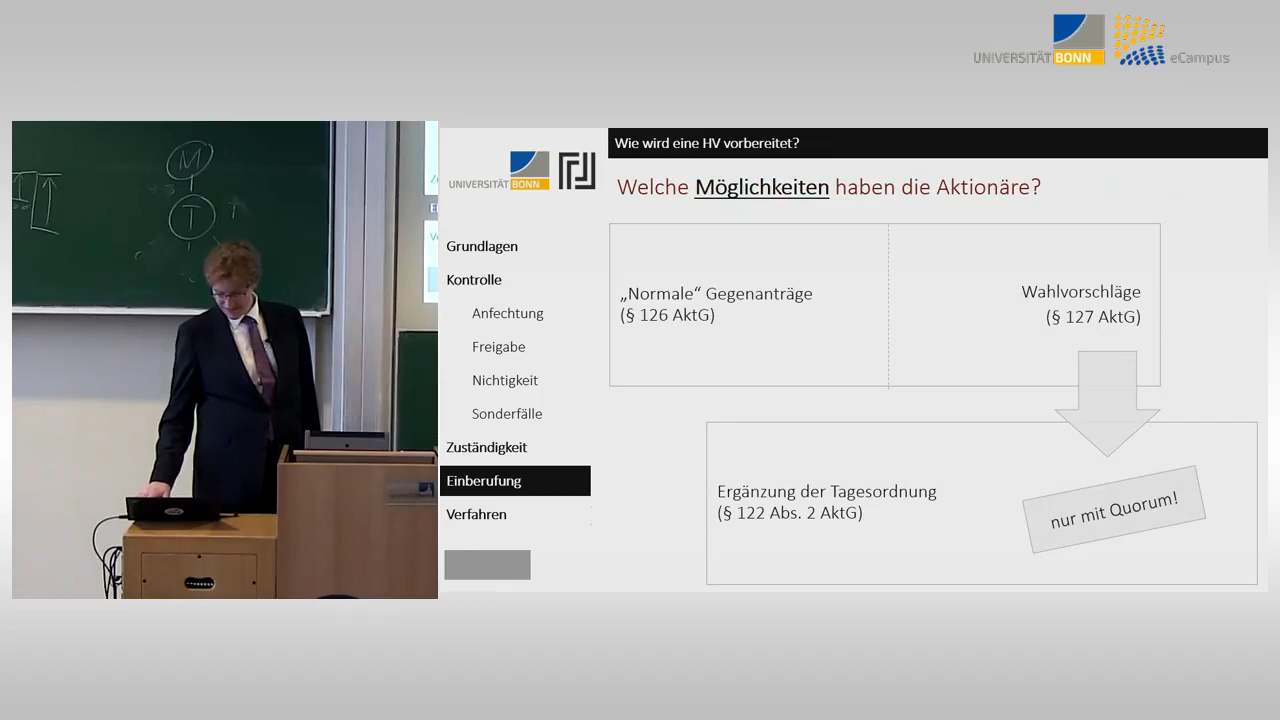 UNIVERSITÄT BONN
eCampus
M
T
UNIVERSITÄT BONN
Wie wird eine HV vorbereitet?
Welche Möglichkeiten haben die Aktionäre?
Grundlagen
Kontrolle
Anfechtung
Freigabe
Nichtigkeit
Sonderfälle
Zuständigkeit
Einberufung
Verfahren
„Normale“ Gegenanträge
(§ 126 AktG)
Wahlvorschläge
(§ 127 AktG)
Ergänzung der Tagesordnung
(§ 122 Abs. 2 AktG)
nur mit Quorum!